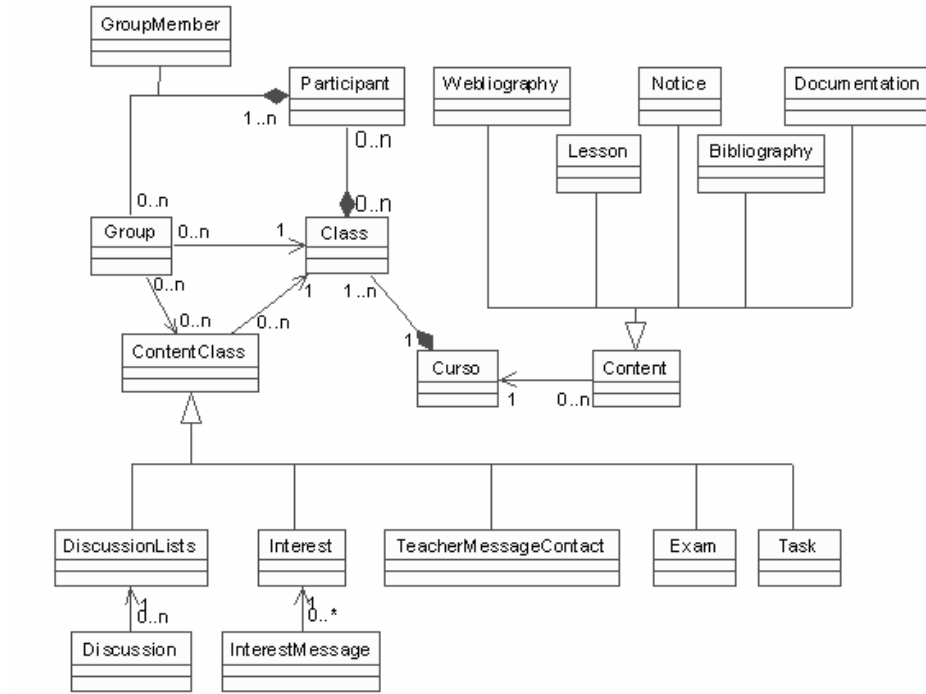 GroupMember
Participant
Webliography
Notice
Documentation
Lesson
Bibliography
1..n
0..n
0..n
0..n
Group
0..n
1
Class
0..n
0..n
1
1..n
0..n
ContentClass
1
Curso
Content
1
0..n
DiscussionLists
Interest
TeacherMessageContact
Exam
Task
1
0..n
1
0..*
Discussion
InterestMessage